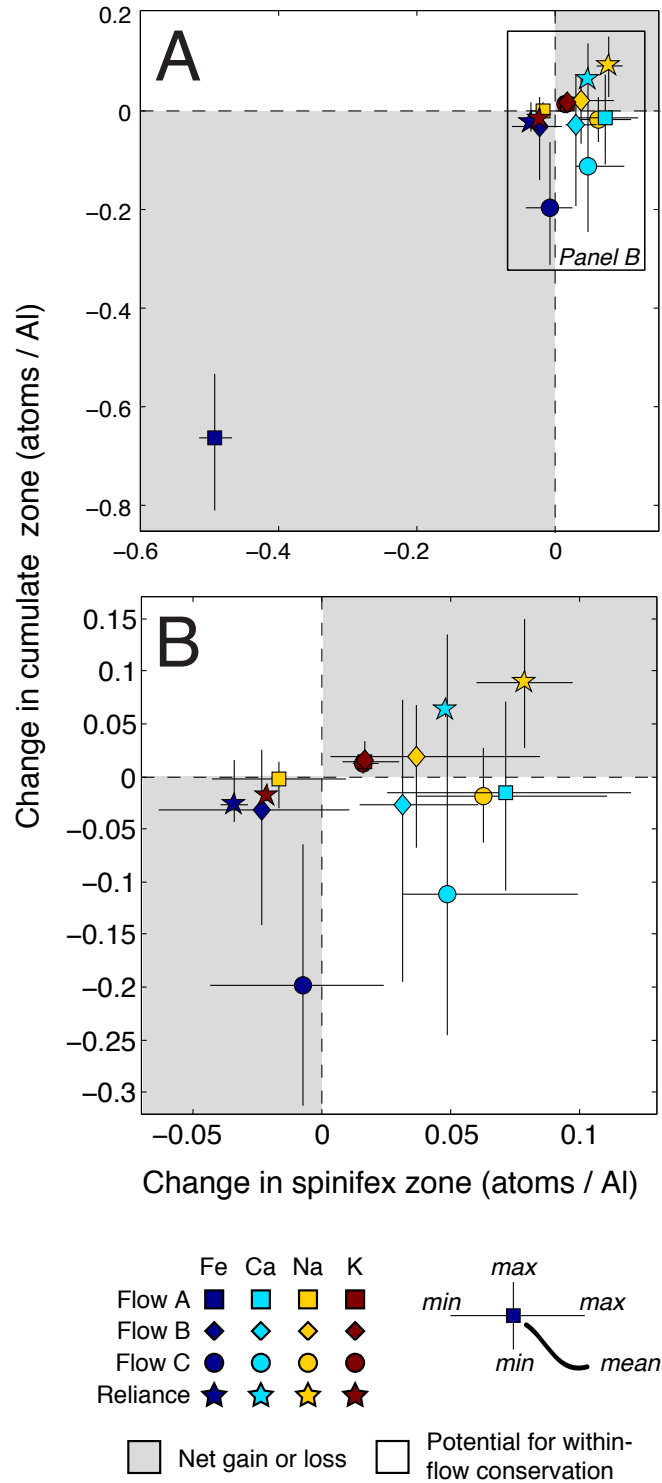 A
0.2
0
−0.2
−0.4
−0.6
−0.8
Panel B
−0.6
−0.4
−0.2
0
Change in cumulate zone (atoms / Al)
B
0.15
0.1
0.05
0
−0.05
−0.1
−0.15
−0.2
−0.25
−0.3
−0.05
0
0.05
0.1
Change in spinifex zone (atoms / Al)
Fe Ca Na K
Flow A
Flow B
Flow C
Reliance
max
min max
min mean
Net gain or loss
Potential for within-
flow conservation